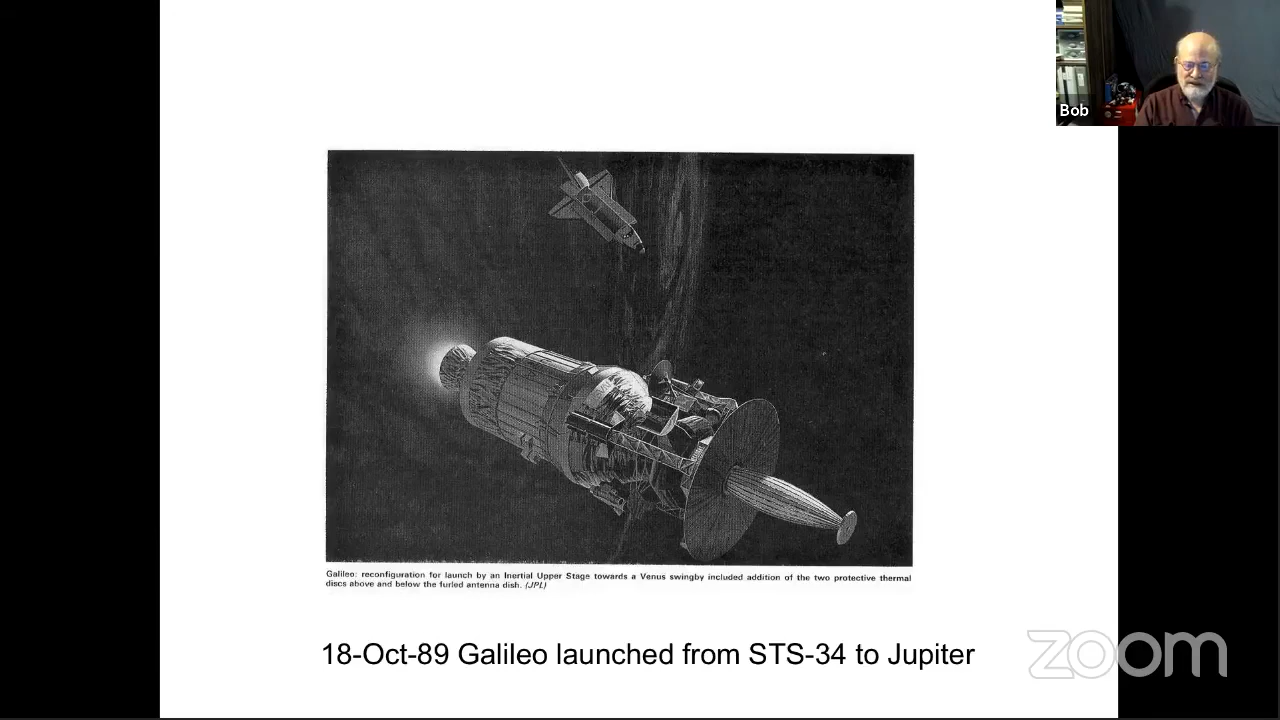 Bob
Galileo: reconfiguration for launch by an Inertial Upper Stage towards a Venus swingby included addition of the two protective thermal
discs above and below the furled antenna dish. (JPL)
18-Oct-89 Galileo launched from STS-34 to Jupiter
zoom